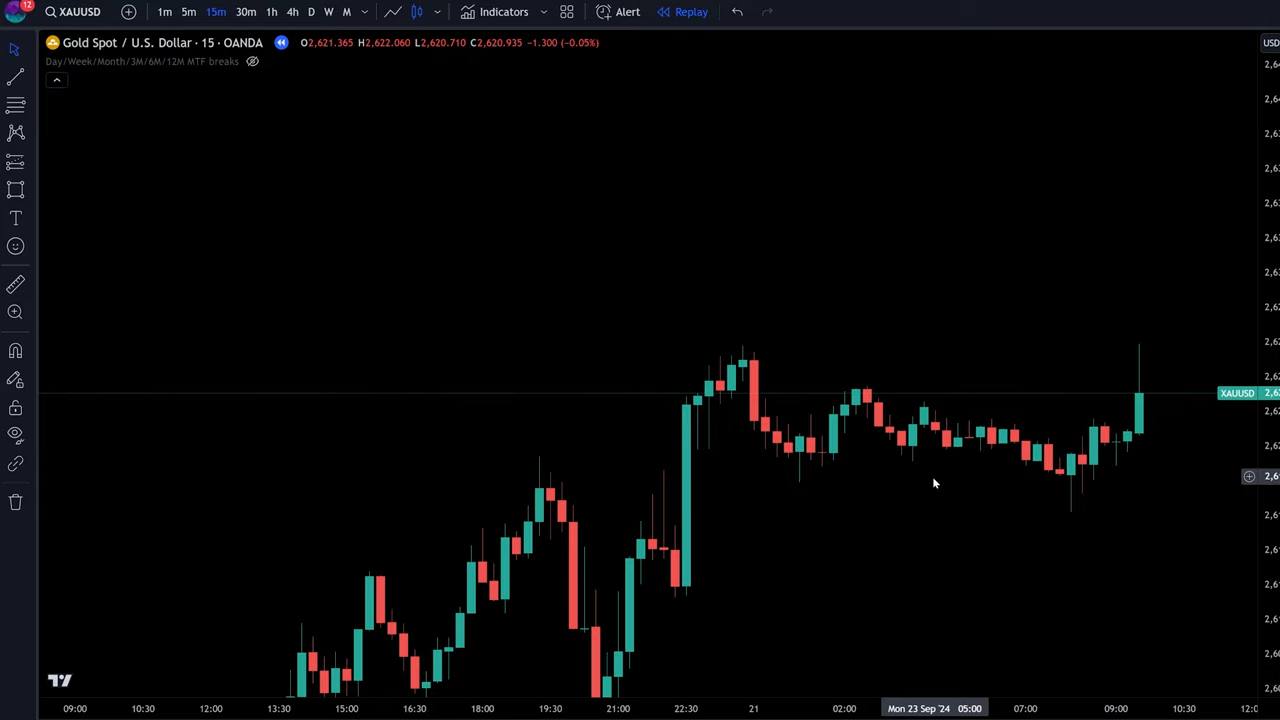 12
XAUUSD 1m 5m 15m 30m 1h 4h D W M Indicators Alert Replay
Gold Spot / U.S. Dollar · 15 · OANDA O2,621.365 H2,622.060 L2,620.710 C2,620.935 −1.300 (−0.05%)
USD
Day/Week/Month/3M/6M/12M MTF breaks
XAUUSD
09:00 10:30 12:00 13:30 15:00 16:30 18:00 19:30 21:00 22:30 21 02:00 Mon 23 Sep '24 05:00 07:00 09:00 10:30